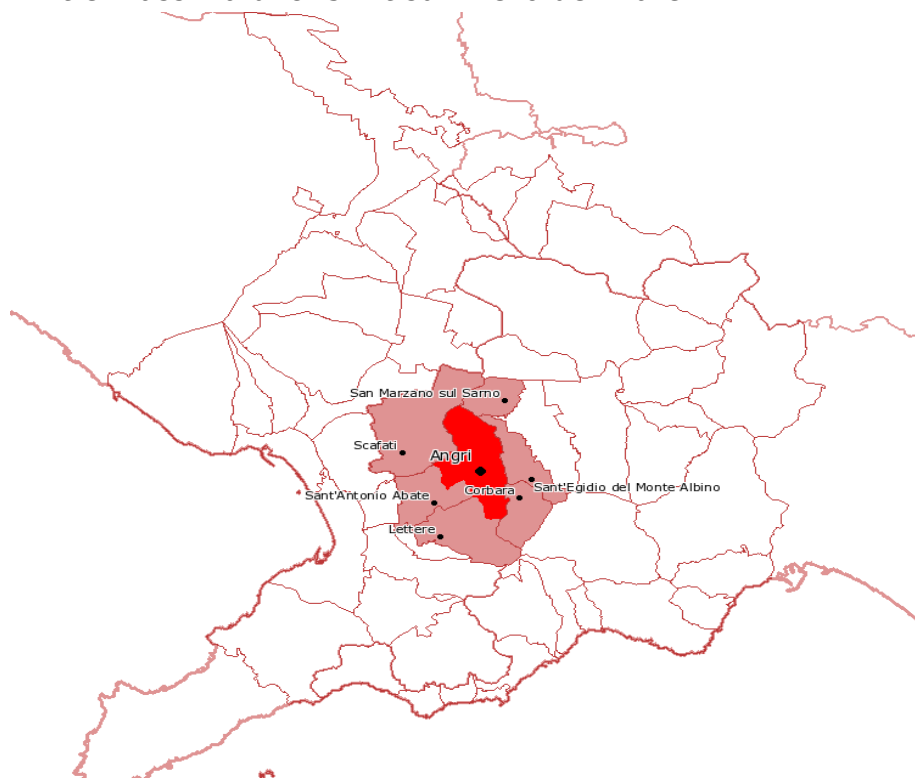 San Marzano sul Sarno
Scafati
Angri
Corbara
Sant'Egidio del Monte Albino
Sant'Antonio Abate
Lettere